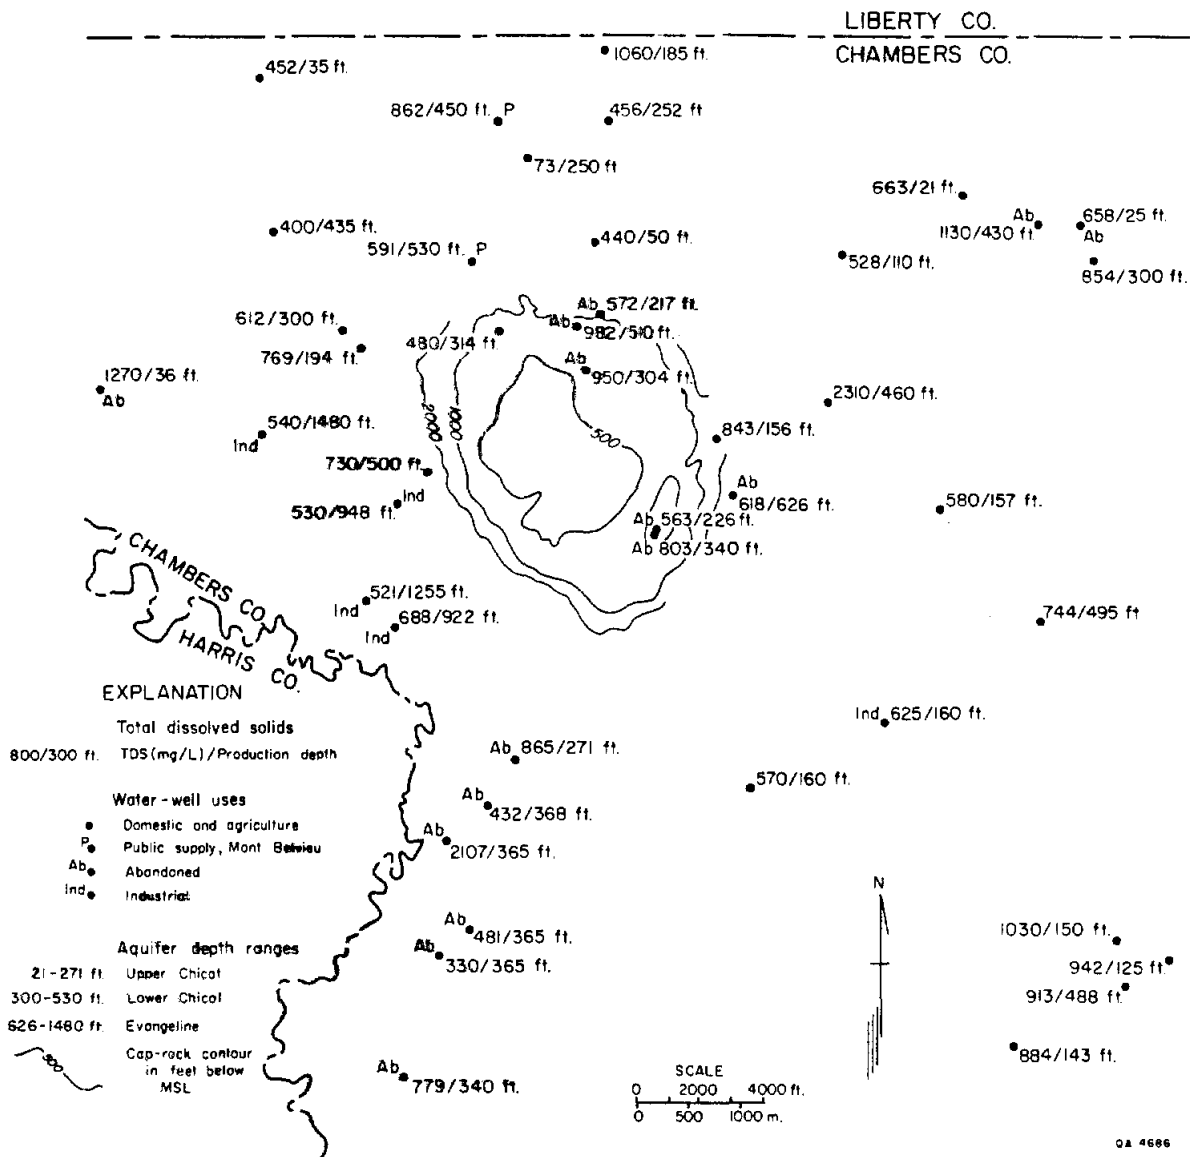 LIBERTY CO.
CHAMBERS CO.
1060/185 ft.
452/35 ft.
862/450 ft. P
456/252 ft
73/250 ft
663/21 ft.
Ab 658/25 ft.
1130/430 ft. Ab
854/300 ft.
400/435 ft.
591/530 ft. P
440/50 ft.
528/110 ft.
Ab 572/217 ft.
Ab 982/510 ft.
612/300 ft.
480/314 ft.
769/194 ft.
Ab
950/304 ft.
1270/36 ft.
Ab
2310/460 ft.
2000
1000
500
540/1480 ft.
Ind
843/156 ft.
730/500 ft.
Ab
618/626 ft.
Ind
530/948 ft.
580/157 ft.
Ab 563/226 ft.
Ab 803/340 ft.
CHAMBERS CO.
HARRIS CO.
521/1255 ft.
Ind
688/922 ft.
Ind
744/495 ft
Ind 625/160 ft.
Ab 865/271 ft.
570/160 ft.
Ab
432/368 ft.
Ab
2107/365 ft.
Ab
481/365 ft.
Ab
330/365 ft.
Ab
779/340 ft.
1030/150 ft.
942/125 ft.
913/488 ft.
884/143 ft.
EXPLANATION
Total dissolved solids
800/300 ft. TDS(mg/L)/Production depth
Water-well uses
Domestic and agriculture
P Public supply, Mont Belvieu
Ab Abandoned
Ind Industrial
Aquifer depth ranges
21-271 ft. Upper Chicot
300-530 ft. Lower Chicot
626-1480 ft. Evangeline
500 Cap-rock contour
in feet below
MSL
N
SCALE
0 2000 4000 ft.
0 500 1000 m.
QA 4686